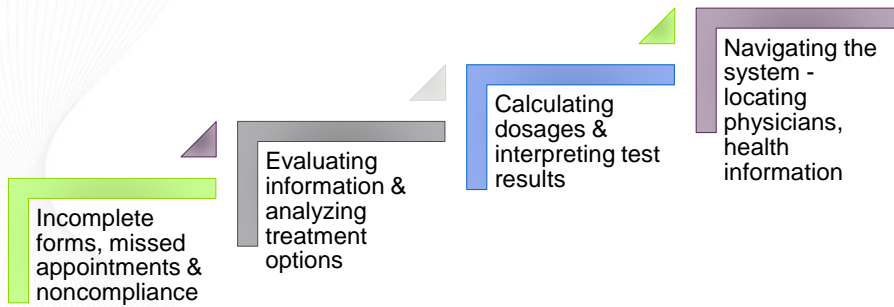 Incomplete
forms, missed
appointments &
noncompliance
Evaluating
information &
analyzing
treatment
options
Calculating
dosages &
interpreting test
results
Navigating the
system -
locating
physicians,
health
information